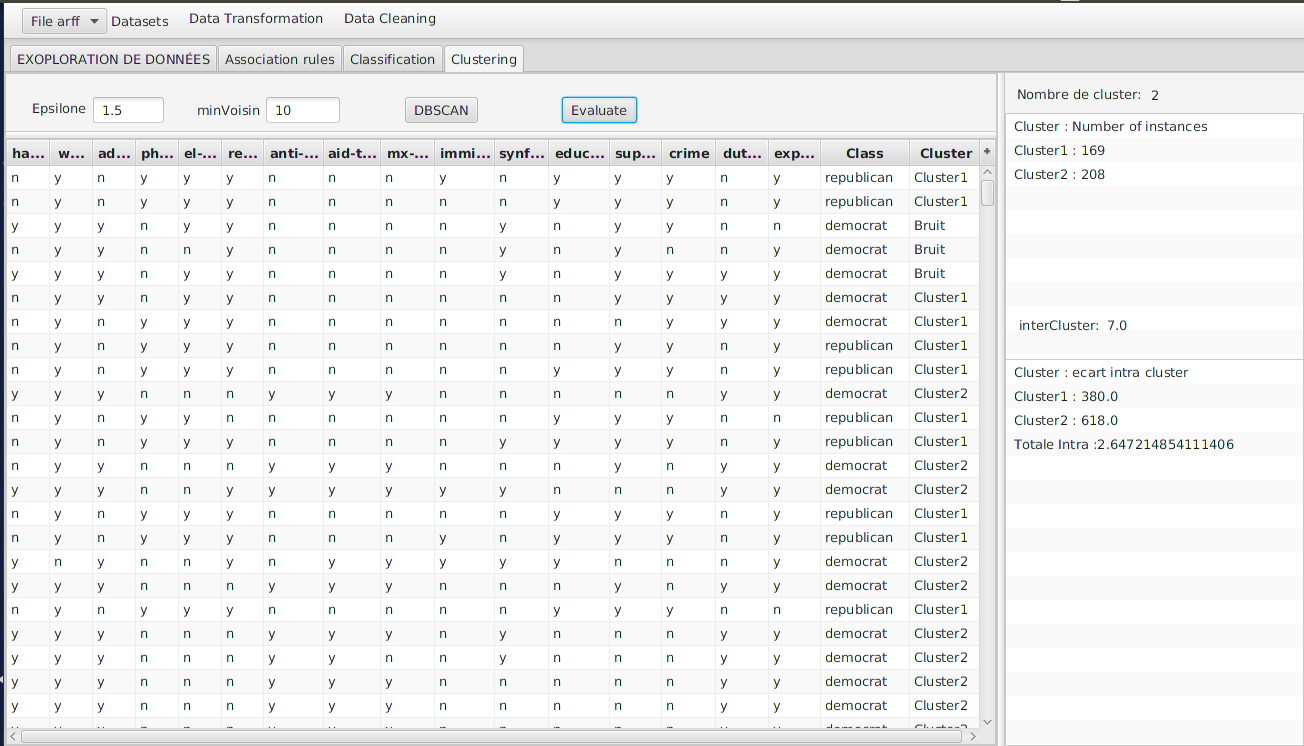 File arff Datasets Data Transformation Data Cleaning
EXOPLORATION DE DONNÉES Association rules Classification Clustering
Epsilone 1.5 minVoisin 10 DBSCAN Evaluate
ha... w... ad... ph... el-... re... anti-... aid-t... mx-... immi... synf... educ... sup... crime dut... exp... Class Cluster +
n y n y y y n n n y n y y y n y republican Cluster1
n y n y y y n n n n n y y y n y republican Cluster1
y y y n y y n n n n y n y y n n democrat Bruit
n y y n n y n n n n y n y n n y democrat Bruit
y y y n y y n n n n y n y y y y democrat Bruit
n y y n y y n n n n n n y y y y democrat Cluster1
n y n y y y n n n n n n n y y y democrat Cluster1
n y n y y y n n n n n n y y n y republican Cluster1
n y n y y y n n n n n y y y n y republican Cluster1
y y y n n n y y y n n n n n y y democrat Cluster2
n y n y y n n n n n n y y y n n republican Cluster1
n y n y y y n n n n y y y y n y republican Cluster1
n y y n n n y y y n n n y n y y democrat Cluster2
y y y n n y y y y y y n n n y y democrat Cluster2
n y n y y y n n n n n y y y n y republican Cluster1
n y n y y y n n n y n y y y n y republican Cluster1
y n y n n y y y y y y y n n y y democrat Cluster2
y y y n n n y y y n n n y n y y democrat Cluster2
n y n y y y n n n n n y y y n n republican Cluster1
y y y n n n y y y n y n n n y y democrat Cluster2
y y y n n n y y n n y n n n y y democrat Cluster2
y y y n n n y y y n n n n n y y democrat Cluster2
y y y n n n y y y n n n n n y y democrat Cluster2
Nombre de cluster: 2
Cluster : Number of instances
Cluster1 : 169
Cluster2 : 208
interCluster: 7.0
Cluster : ecart intra cluster
Cluster1 : 380.0
Cluster2 : 618.0
Totale Intra :2.647214854111406